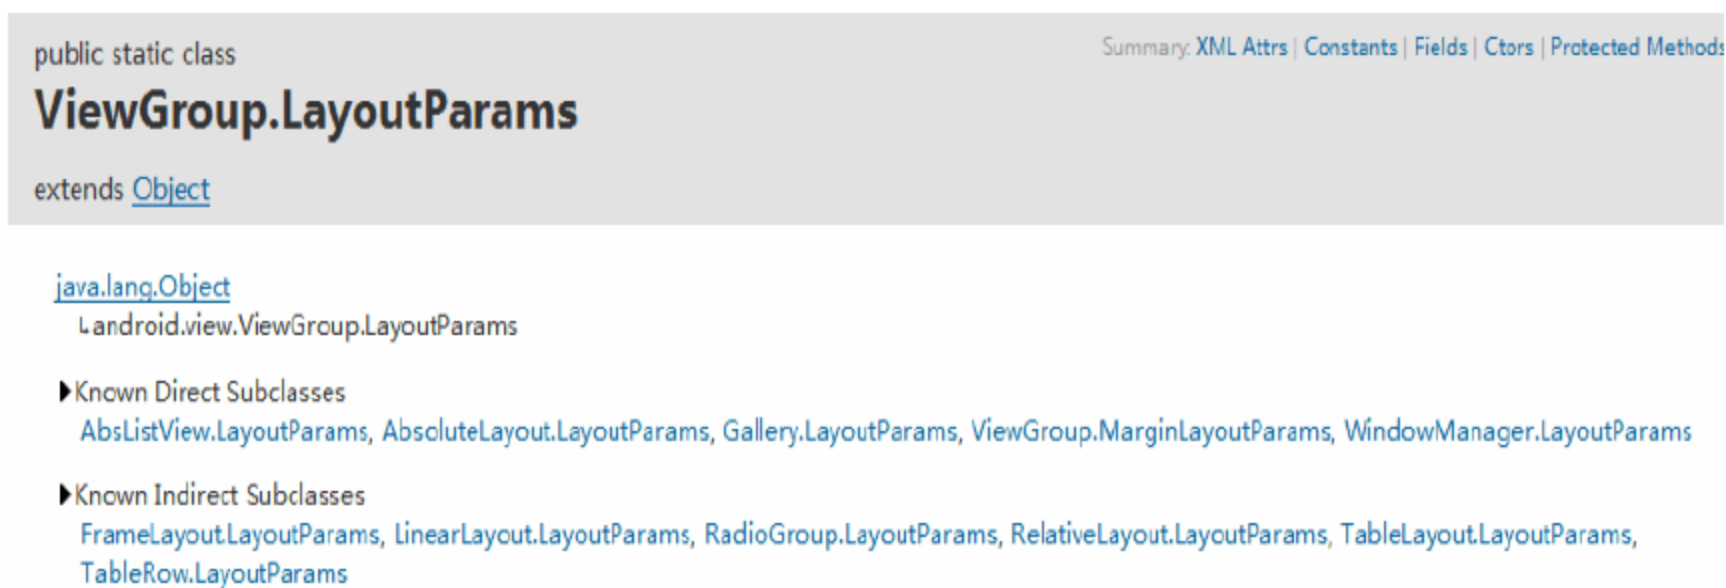 public static class
Summary: XML Attrs | Constants | Fields | Ctors | Protected Methods
ViewGroup.LayoutParams
extends Object
java.lang.Object
↳android.view.ViewGroup.LayoutParams
Known Direct Subclasses
AbsListView.LayoutParams, AbsoluteLayout.LayoutParams, Gallery.LayoutParams, ViewGroup.MarginLayoutParams, WindowManager.LayoutParams
Known Indirect Subclasses
FrameLayout.LayoutParams, LinearLayout.LayoutParams, RadioGroup.LayoutParams, RelativeLayout.LayoutParams, TableLayout.LayoutParams,
TableRow.LayoutParams